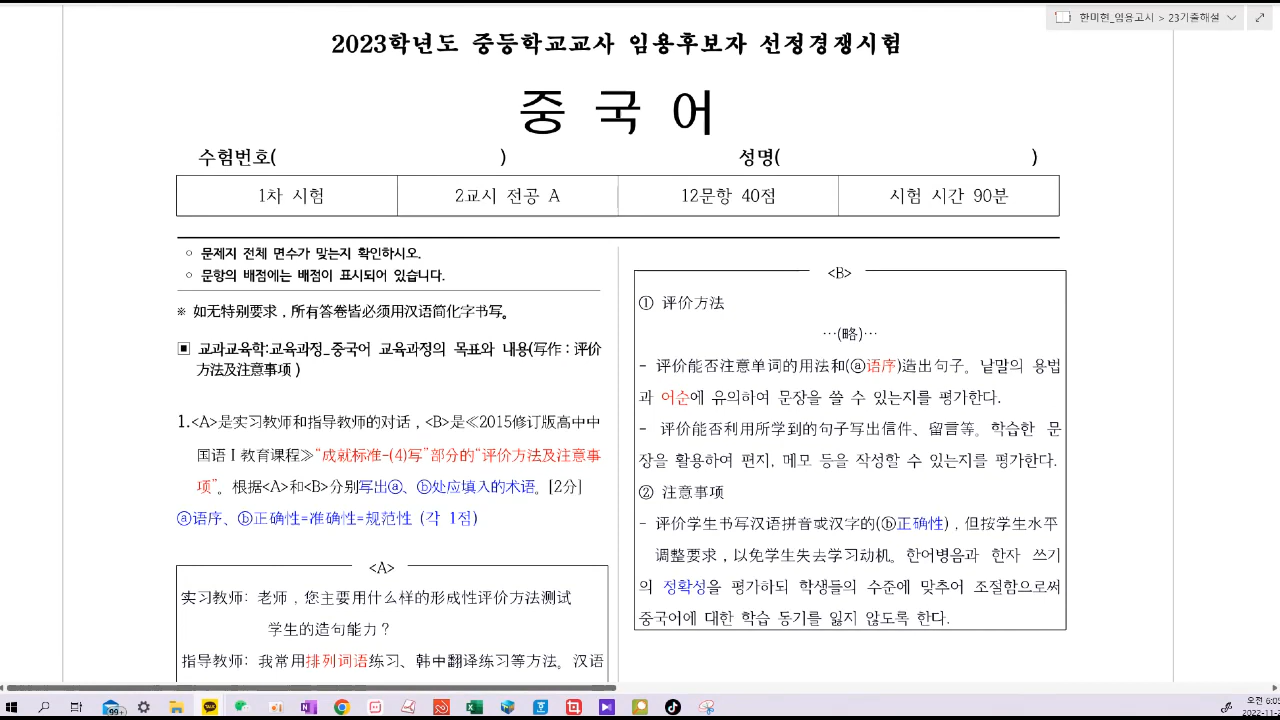 한미현_임용고시 > 23기출해설
2023학년도 중등학교교사 임용후보자 선정경쟁시험
중 국 어
수험번호( ) 성명( )
1차 시험 2교시 전공 A 12문항 40점 시험 시간 90분
○ 문제지 전체 면수가 맞는지 확인하시오.
○ 문항의 배점에는 배점이 표시되어 있습니다.
※ 如无特别要求，所有答卷皆必须用汉语简化字书写。
▣ 교과교육학:교육과정_중국어 교육과정의 목표와 내용(写作：评价
方法及注意事项)
1.<A>是实习教师和指导教师的对话，<B>是≪2015修订版高中中
国语Ⅰ教育课程≫“成就标准-(4)写”部分的“评价方法及注意事
项”。根据<A>和<B>分别写出ⓐ、ⓑ处应填入的术语。[2分]
ⓐ语序、ⓑ正确性=准确性=规范性 (각 1점)
<A>
实习教师: 老师，您主要用什么样的形成性评价方法测试
学生的造句能力？
指导教师: 我常用排列词语练习、韩中翻译练习等方法。汉语
<B>
① 评价方法
…(略)…
- 评价能否注意单词的用法和(ⓐ语序)造出句子。낱말의 용법
과 어순에 유의하여 문장을 쓸 수 있는지를 평가한다.
- 评价能否利用所学到的句子写出信件、留言等。학습한 문
장을 활용하여 편지, 메모 등을 작성할 수 있는지를 평가한다.
② 注意事项
- 评价学生书写汉语拼音或汉字的(ⓑ正确性)，但按学生水平
调整要求，以免学生失去学习动机。한어병음과 한자 쓰기
의 정확성을 평가하되 학생들의 수준에 맞추어 조절함으로써
중국어에 대한 학습 동기를 잃지 않도록 한다.
99+
TALK
오전 6:0